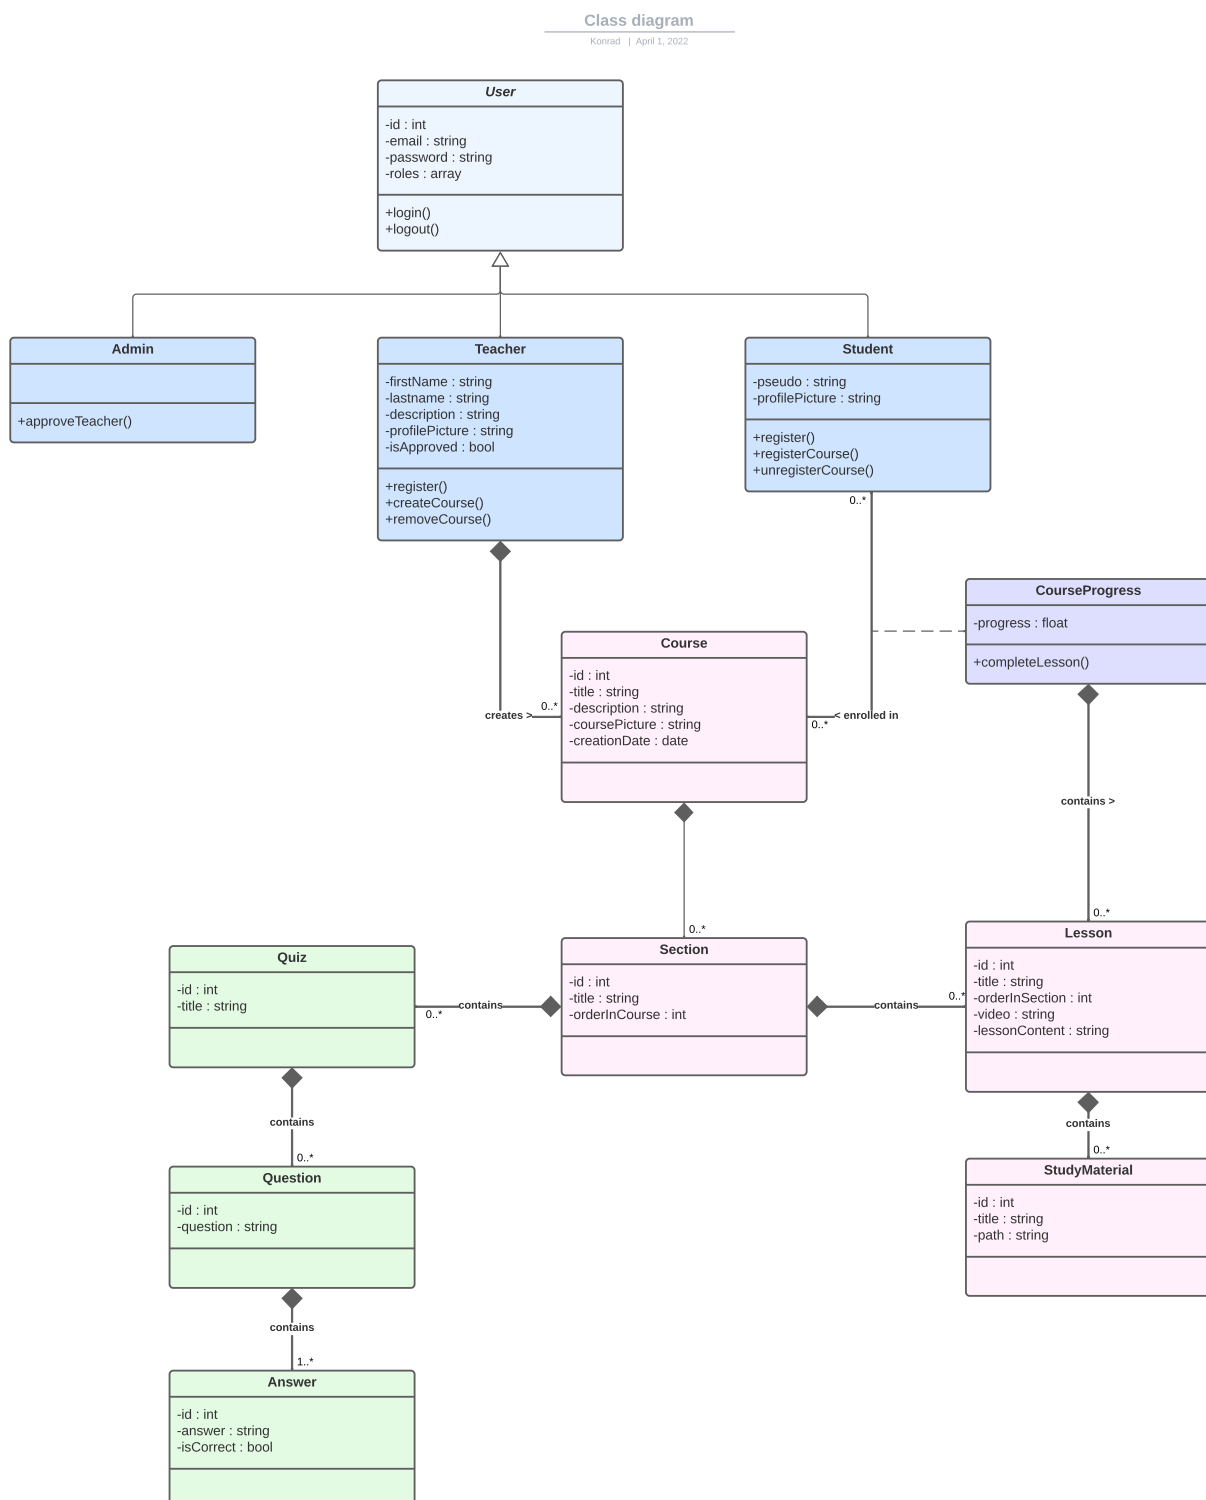 Class diagram
Konrad | April 1, 2022
User
-id : int
-email : string
-password : string
-roles : array
+login()
+logout()
Admin
+approveTeacher()
Teacher
-firstName : string
-lastname : string
-description : string
-profilePicture : string
-isApproved : bool
+register()
+createCourse()
+removeCourse()
Student
-pseudo : string
-profilePicture : string
+register()
+registerCourse()
+unregisterCourse()
0..*
CourseProgress
-progress : float
+completeLesson()
Course
-id : int
-title : string
-description : string
-coursePicture : string
-creationDate : date
creates >
0..*
< enrolled in
0..*
contains >
0..*
0..*
Quiz
-id : int
-title : string
contains
0..*
Section
-id : int
-title : string
-orderInCourse : int
contains
0..*
Lesson
-id : int
-title : string
-orderInSection : int
-video : string
-lessonContent : string
contains
0..*
contains
0..*
Question
-id : int
-question : string
StudyMaterial
-id : int
-title : string
-path : string
contains
1..*
Answer
-id : int
-answer : string
-isCorrect : bool